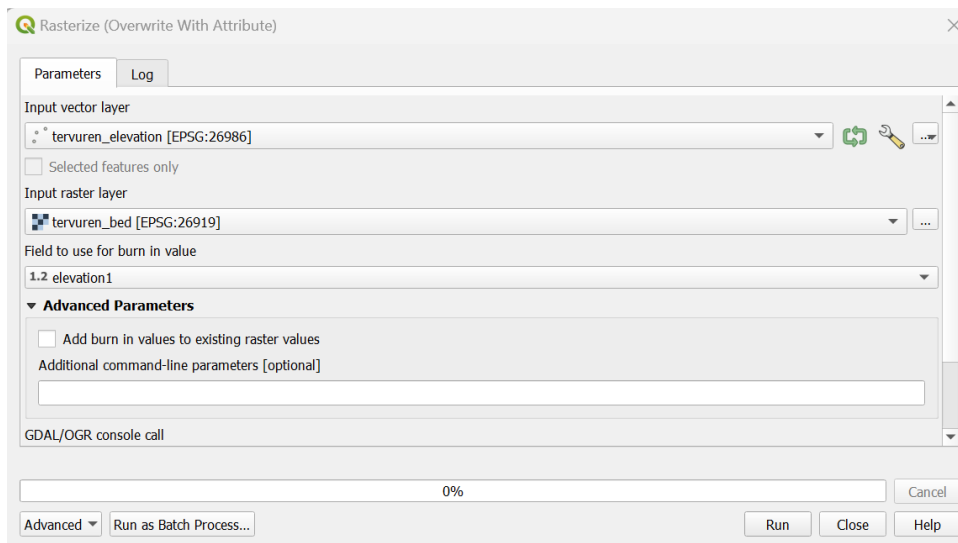 Rasterize (Overwrite With Attribute)
Parameters Log
Input vector layer
tervuren_elevation [EPSG:26986]
...
Selected features only
Input raster layer
tervuren_bed [EPSG:26919]
...
Field to use for burn in value
1.2 elevation1
Advanced Parameters
Add burn in values to existing raster values
Additional command-line parameters [optional]
GDAL/OGR console call
0%
Cancel
Advanced Run as Batch Process... Run Close Help